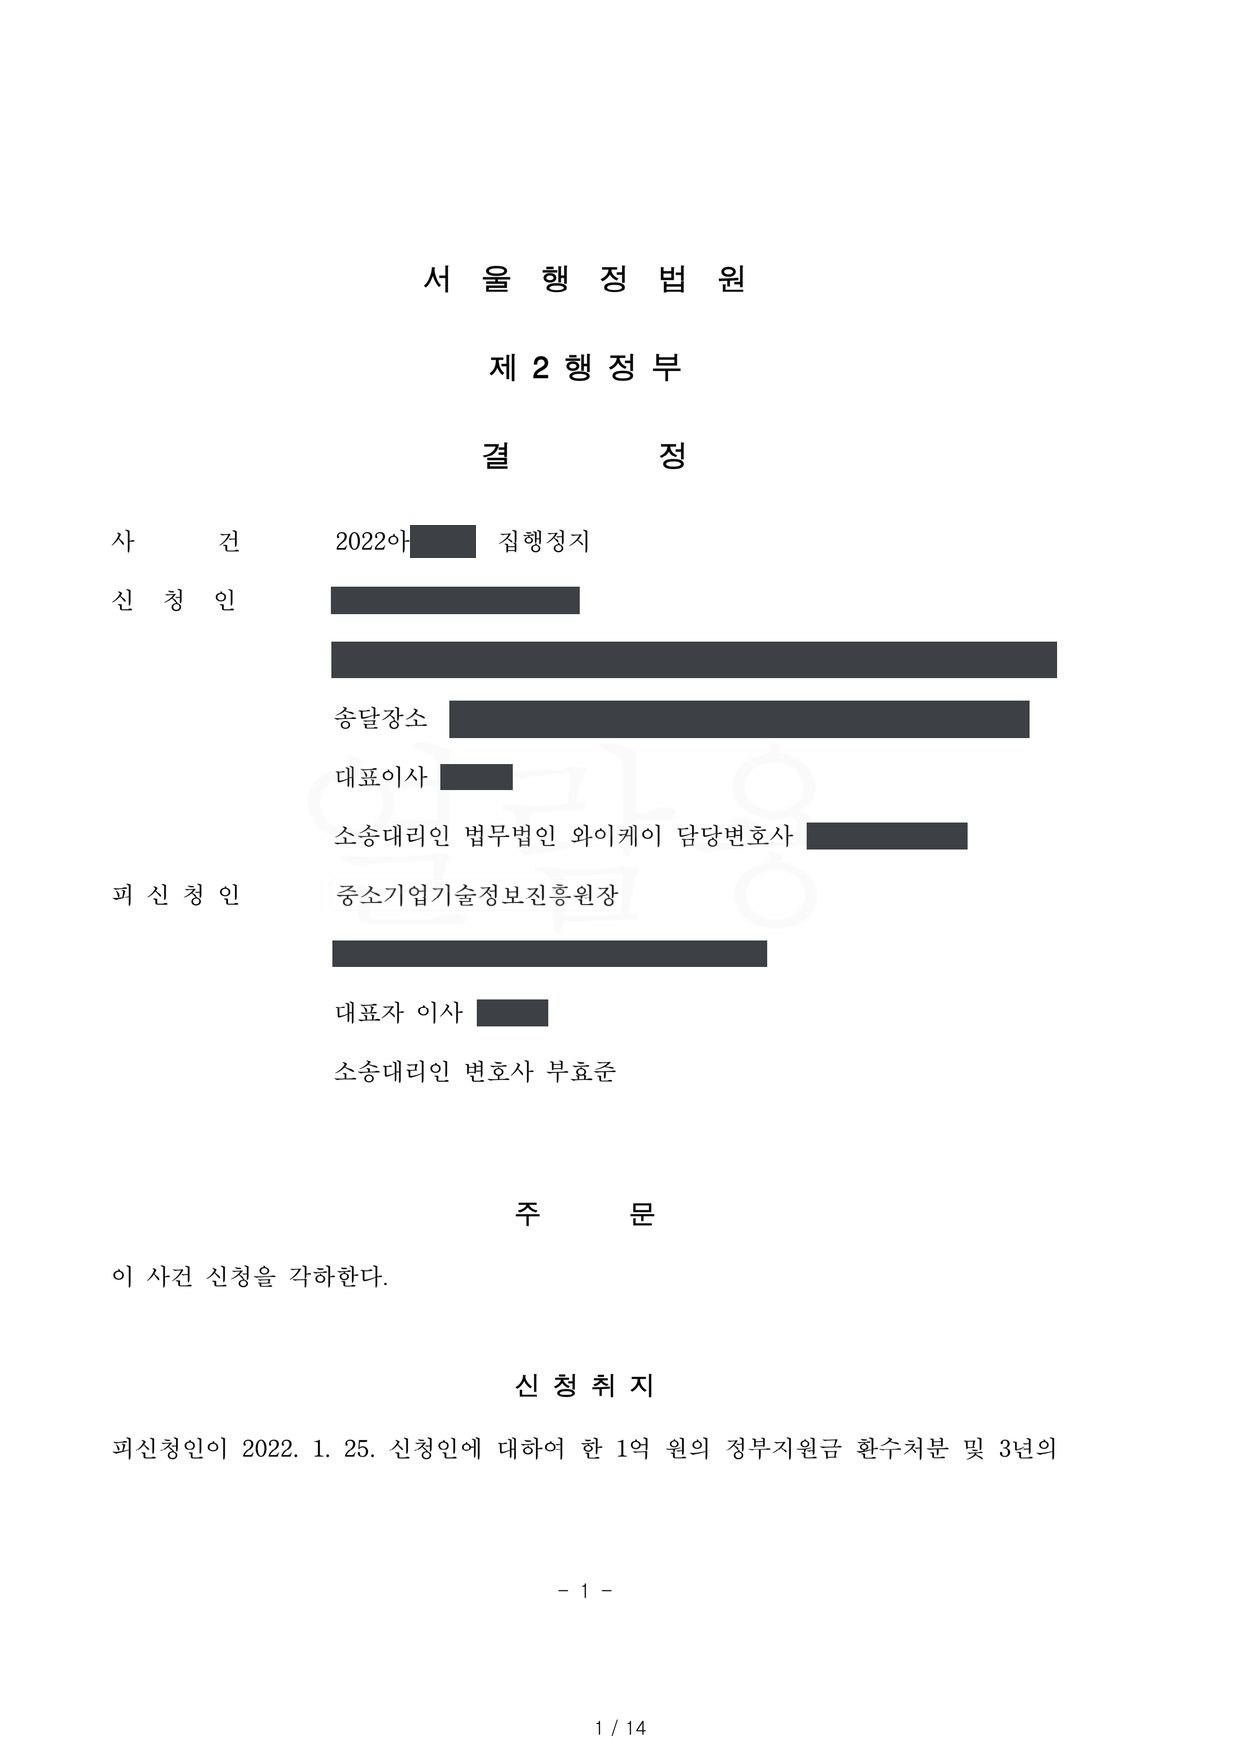 서 울 행 정 법 원
제 2 행 정 부
결 정
사 건 2022아 집행정지
신 청 인
송달장소
대표이사
소송대리인 법무법인 와이케이 담당변호사
피 신 청 인 중소기업기술정보진흥원장
대표자 이사
소송대리인 변호사 부효준
주 문
이 사건 신청을 각하한다.
신 청 취 지
피신청인이 2022. 1. 25. 신청인에 대하여 한 1억 원의 정부지원금 환수처분 및 3년의
- 1 -
1 / 14
열람용